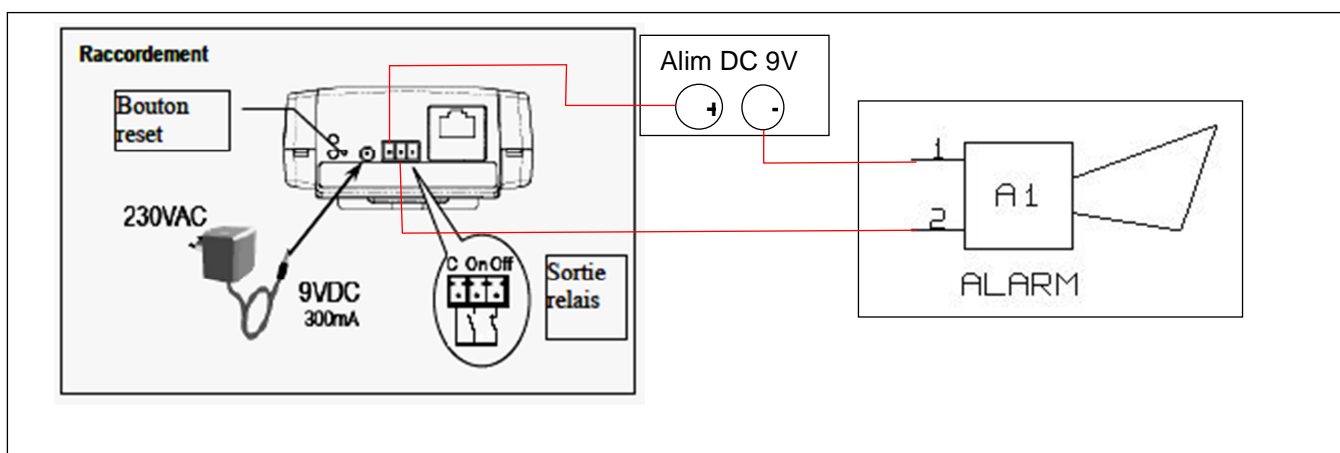 Raccordement
Alim DC 9V
+ -
Bouton
reset
230VAC
9VDC
300mA
C On Off
Sortie
relais
1
A1
2
ALARM